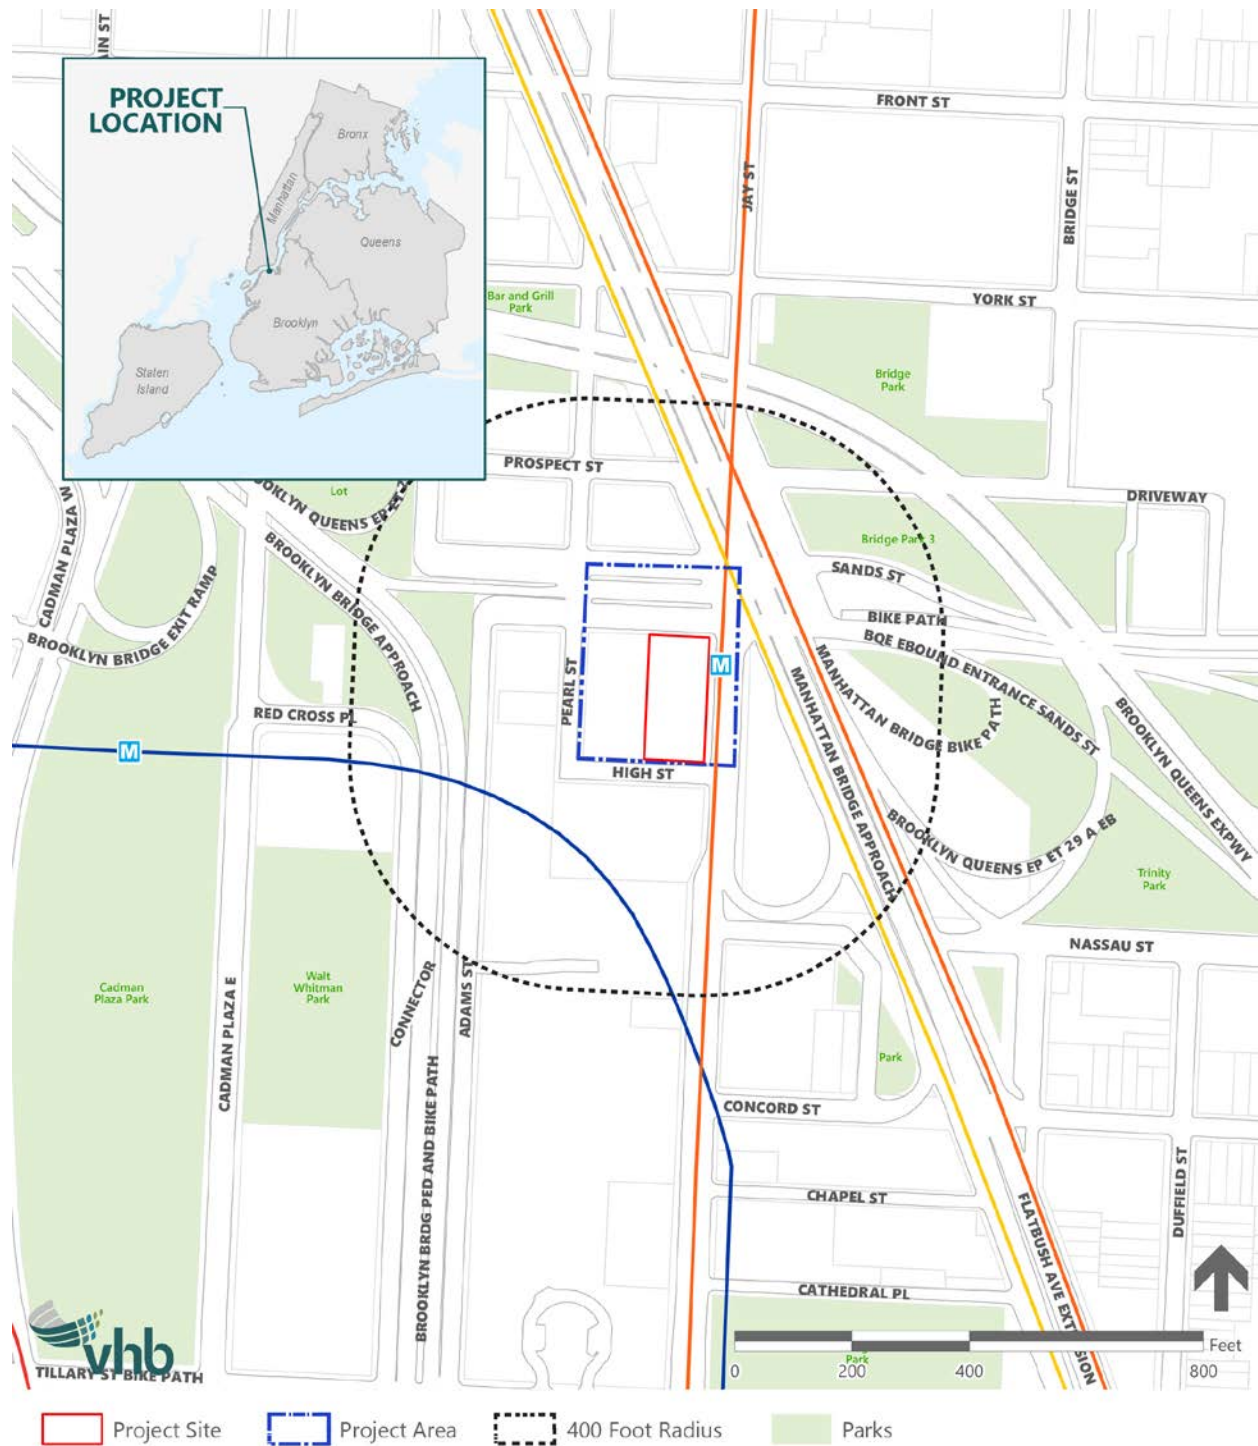 AIN ST
PROJECT
LOCATION
Bronx
Manhattan
Queens
Brooklyn
Staten
Island
FRONT ST
JAY ST
BRIDGE ST
YORK ST
Bar and Grill
Park
Bridge
Park
PROSPECT ST
Lot
DRIVEWAY
CADMAN PLAZA W
BROOKLYN BRIDGE APPROACH
Bridge Park 3
SANDS ST
BIKE PATH
BQE EBOUND ENTRANCE SANDS ST
BROOKLYN BRIDGE EXIT RAMP
PEARL ST
M
MANHATTAN BRIDGE BIKE PATH
MANHATTAN BRIDGE APPROACH
BROOKLYN QUEENS EXPWY
RED CROSS PL
M
HIGH ST
BROOKLYN QUEENS EP ET 29 A EB
Trinity
Park
NASSAU ST
Cadman
Plaza Park
CADMAN PLAZA E
Walt
Whitman
Park
CONNECTOR
ADAMS ST
Park
BROOKLYN BRDG PED AND BIKE PATH
CONCORD ST
CHAPEL ST
DUFFIELD ST
FLATBUSH AVE EXTENSION
CATHEDRAL PL
vhb
TILLARY ST BIKE PATH
Feet
Park
0 200 400 800
Project Site Project Area 400 Foot Radius Parks